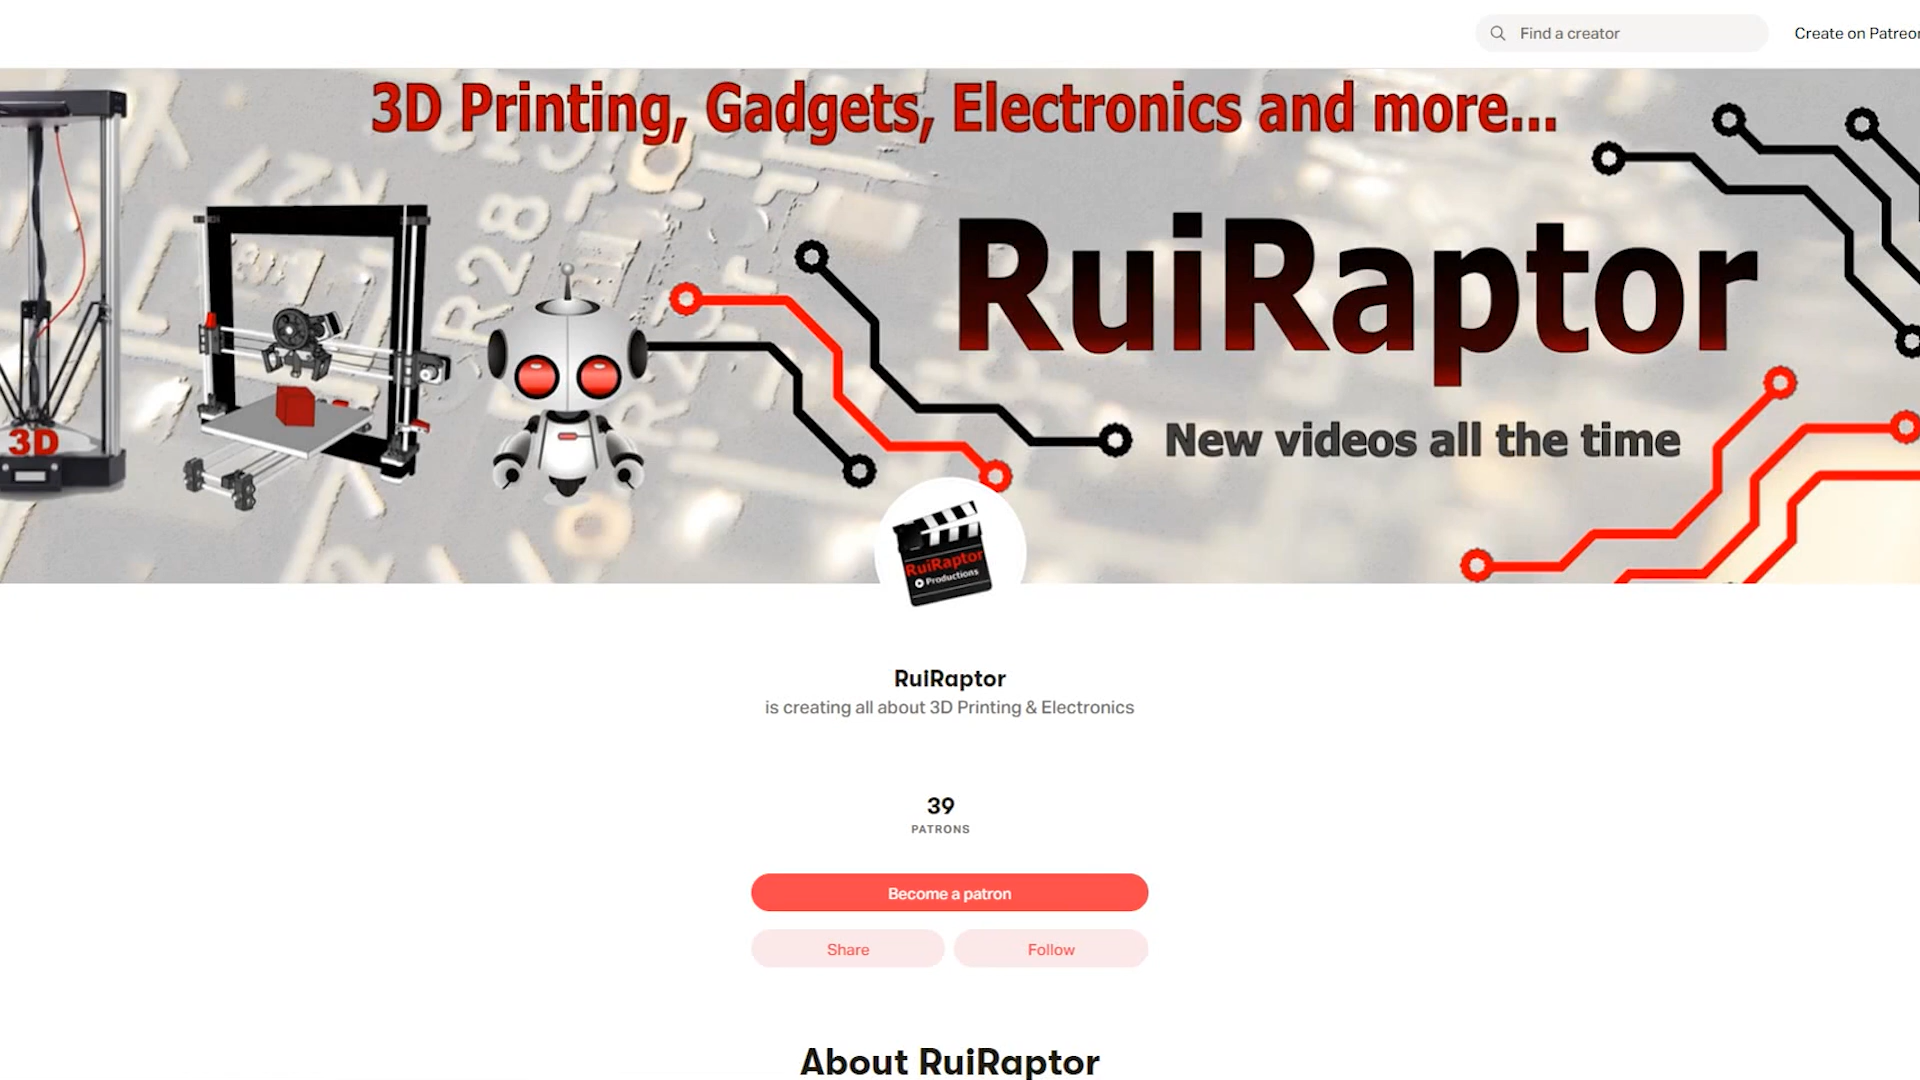 Find a creator
Create on Patreon
3D Printing, Gadgets, Electronics and more...
R28
RuiRaptor
3D
New videos all the time
RuiRaptor
Productions
RuiRaptor
is creating all about 3D Printing & Electronics
39
PATRONS
Become a patron
Share
Follow
About RuiRaptor